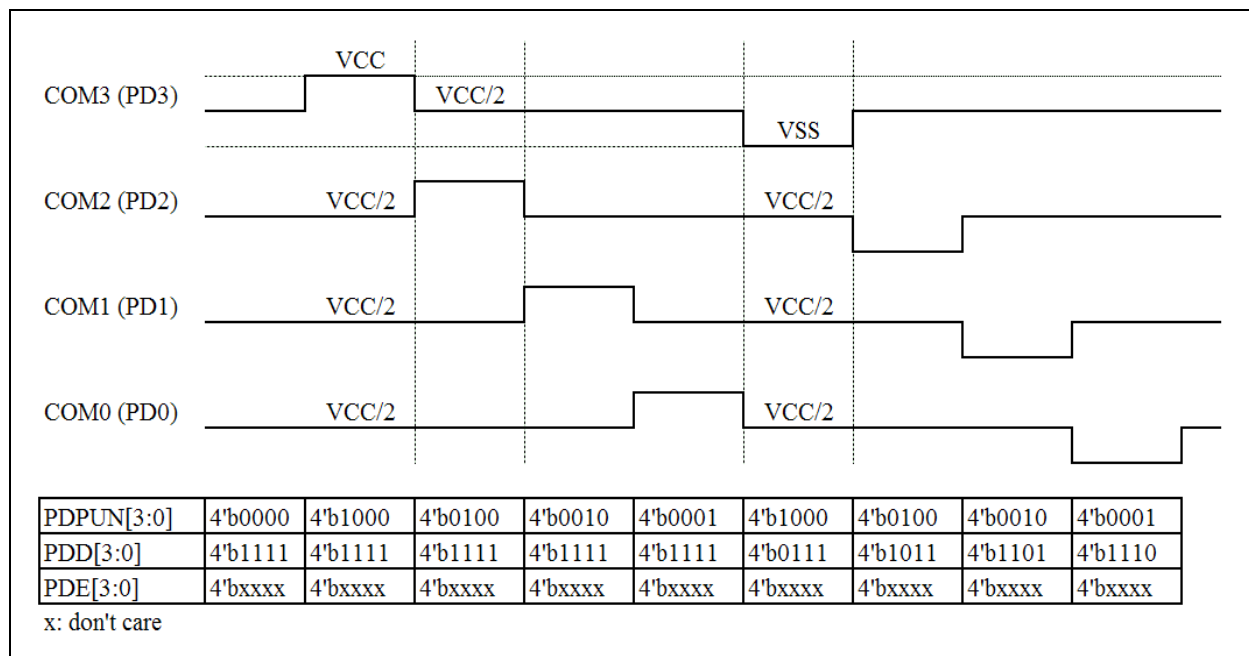 VCC
COM3 (PD3)
VCC/2
VSS
COM2 (PD2)
VCC/2
VCC/2
COM1 (PD1)
VCC/2
VCC/2
COM0 (PD0)
VCC/2
VCC/2
PDPUN[3:0] 4'b0000 4'b1000 4'b0100 4'b0010 4'b0001 4'b1000 4'b0100 4'b0010 4'b0001
PDD[3:0] 4'b1111 4'b1111 4'b1111 4'b1111 4'b1111 4'b0111 4'b1011 4'b1101 4'b1110
PDE[3:0] 4'bxxxx 4'bxxxx 4'bxxxx 4'bxxxx 4'bxxxx 4'bxxxx 4'bxxxx 4'bxxxx 4'bxxxx
x: don't care